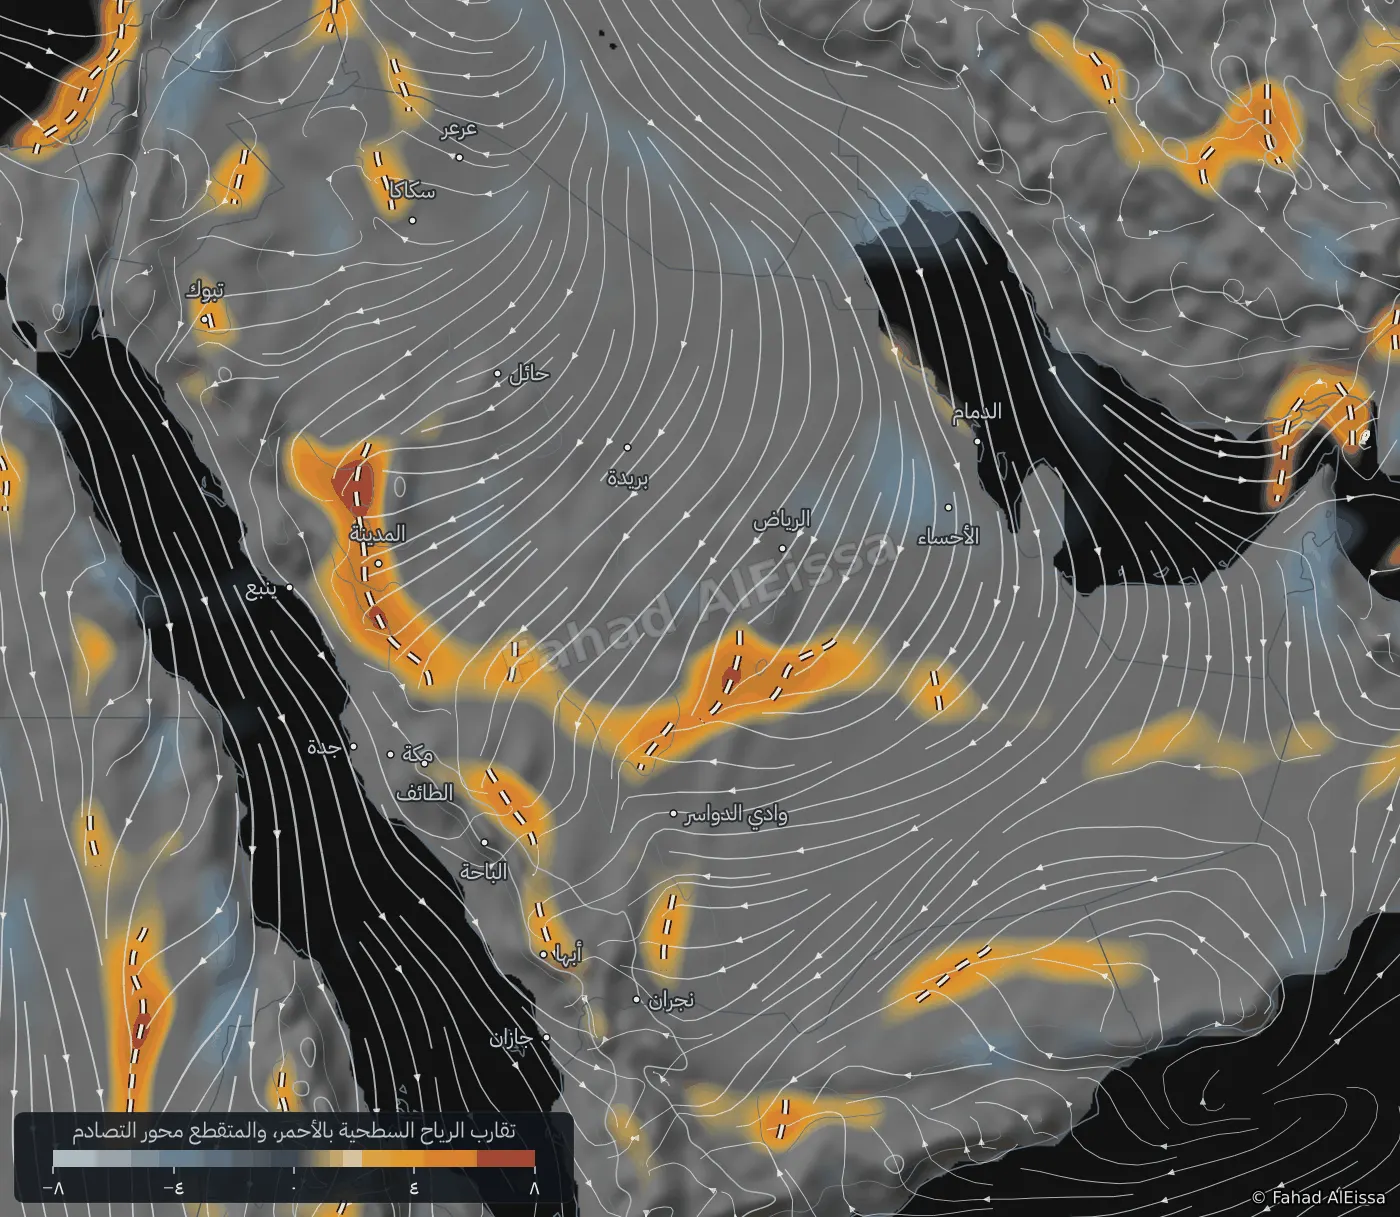 عرعر
سكاكا
تبوك
حائل
الدمام
بريدة
الرياض
الأحساء
المدينة
ينبع
Fahad AlEissa
جدة
مكة
الطائف
وادي الدواسر
الباحة
أبها
نجران
جازان
تقارب الرياح السطحية بالأحمر، والمتقطع محور التصادم
−٨ −٤ ٠ ٤ ٨
© Fahad AlEissa